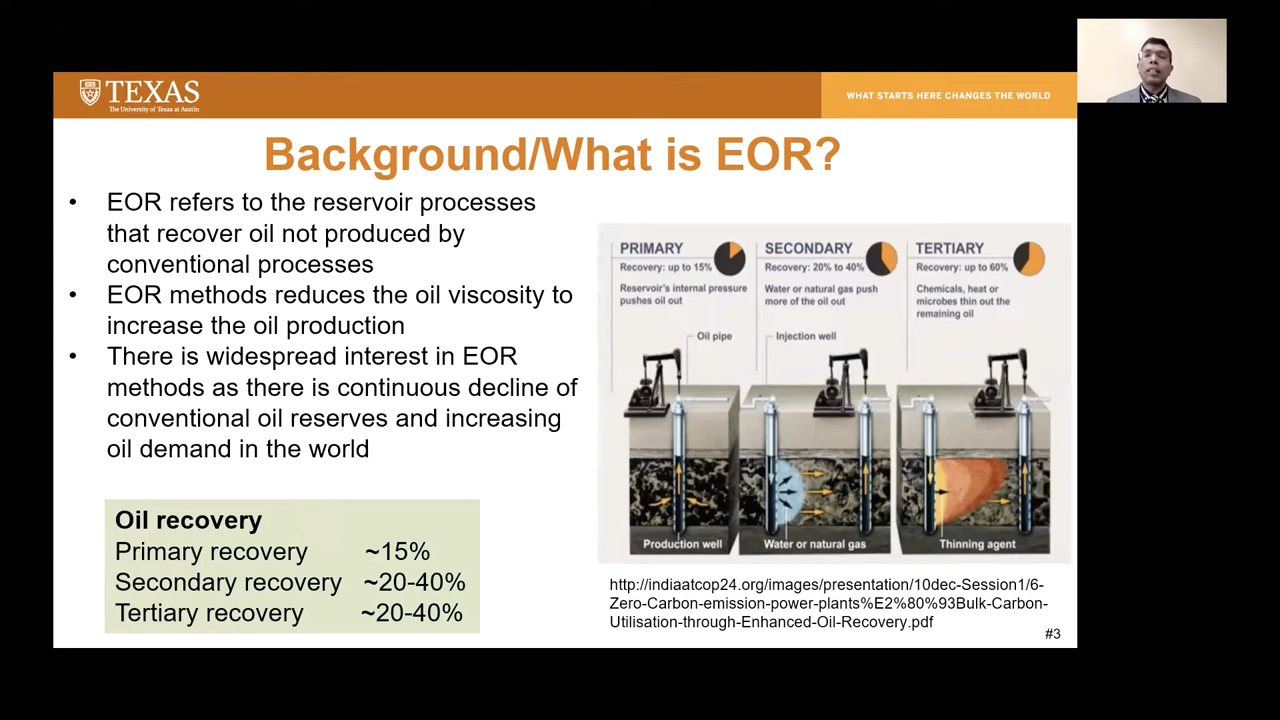 TEXAS
The University of Texas at Austin
WHAT STARTS HERE CHANGES THE WORLD
Background/What is EOR?
• EOR refers to the reservoir processes
that recover oil not produced by
conventional processes
• EOR methods reduces the oil viscosity to
increase the oil production
• There is widespread interest in EOR
methods as there is continuous decline of
conventional oil reserves and increasing
oil demand in the world
Oil recovery
Primary recovery ~15%
Secondary recovery ~20-40%
Tertiary recovery ~20-40%
PRIMARY
Recovery: up to 15%
Reservoir's internal pressure
pushes oil out
Oil pipe
Production well
SECONDARY
Recovery: 20% to 40%
Water or natural gas push
more of the oil out
Injection well
Water or natural gas
TERTIARY
Recovery: up to 60%
Chemicals, heat or
microbes thin out the
remaining oil
Thinning agent
http://indiaatcop24.org/images/presentation/10dec-Session1/6-
Zero-Carbon-emission-power-plants%E2%80%93Bulk-Carbon-
Utilisation-through-Enhanced-Oil-Recovery.pdf
#3